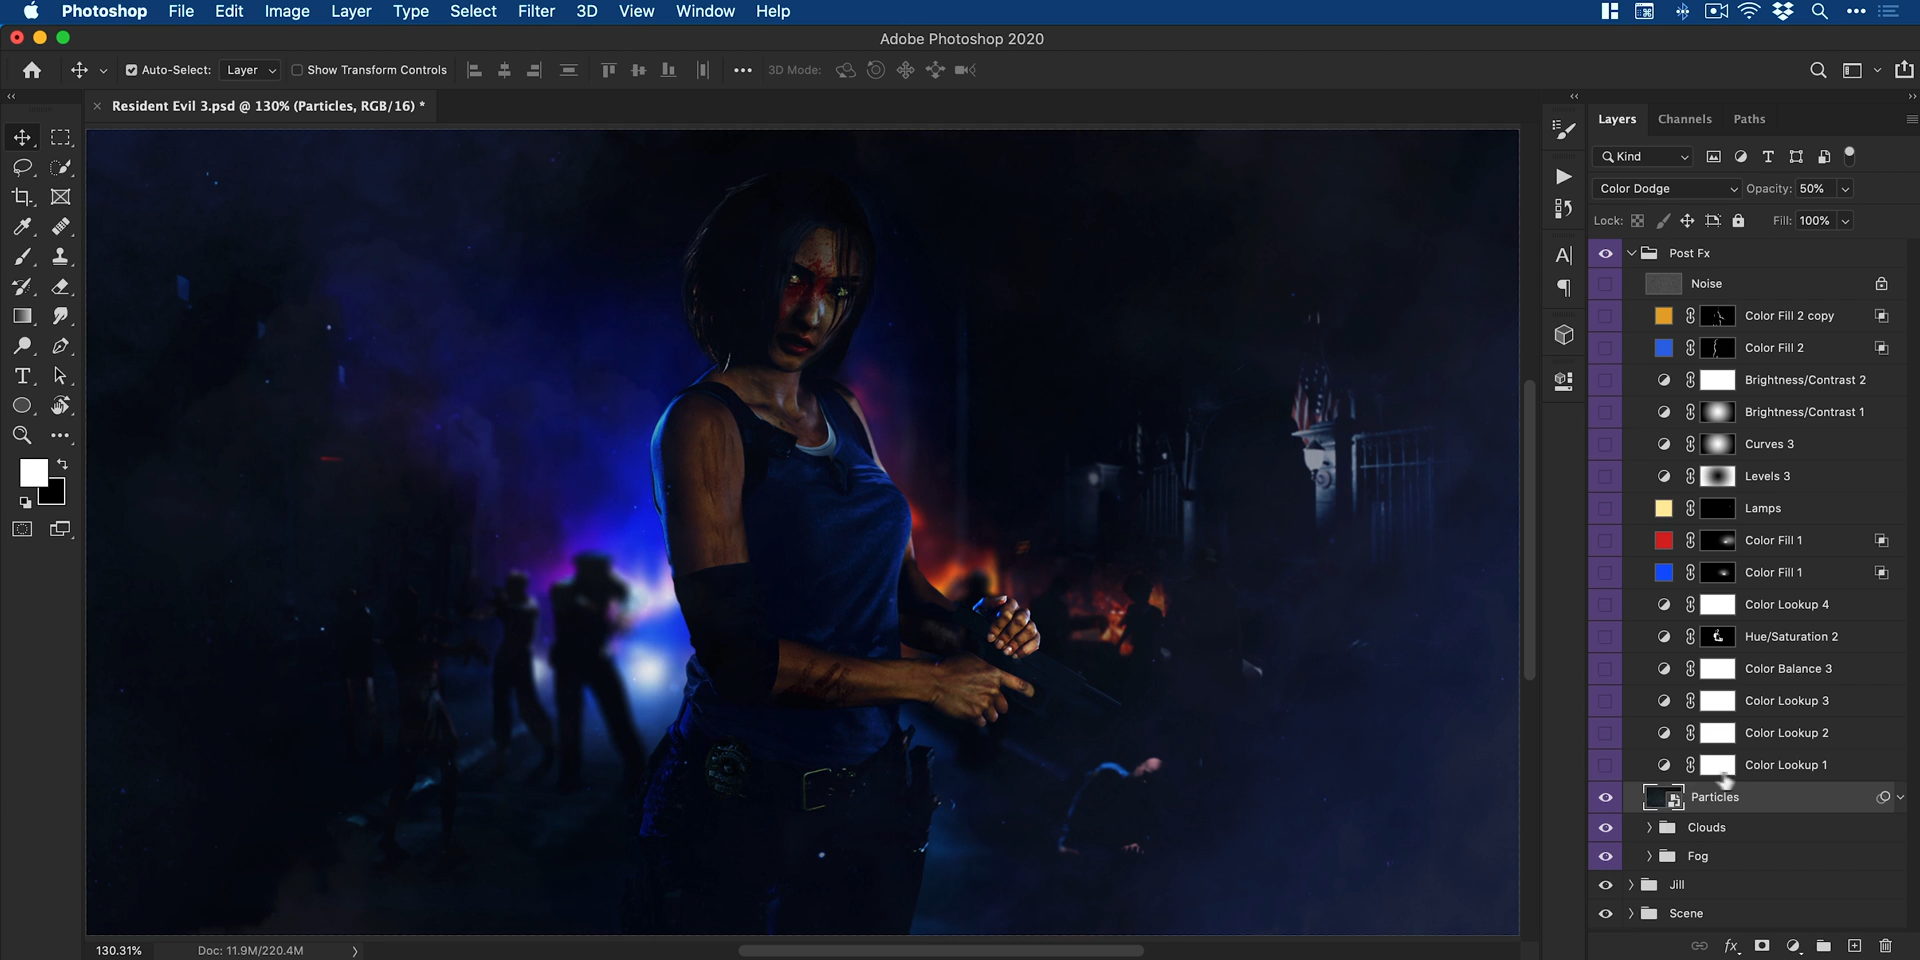 Photoshop File Edit Image Layer Type Select Filter 3D View Window Help
Adobe Photoshop 2020
Auto-Select: Layer Show Transform Controls 3D Mode:
Resident Evil 3.psd @ 130% (Particles, RGB/16) *
Layers Channels Paths
Kind
Color Dodge Opacity: 50%
Lock: Fill: 100%
Post Fx
Noise
Color Fill 2 copy
Color Fill 2
Brightness/Contrast 2
Brightness/Contrast 1
Curves 3
Levels 3
Lamps
Color Fill 1
Color Fill 1
Color Lookup 4
Hue/Saturation 2
Color Balance 3
Color Lookup 3
Color Lookup 2
Color Lookup 1
Particles
Clouds
Fog
Jill
Scene
130.31% Doc: 11.9M/220.4M